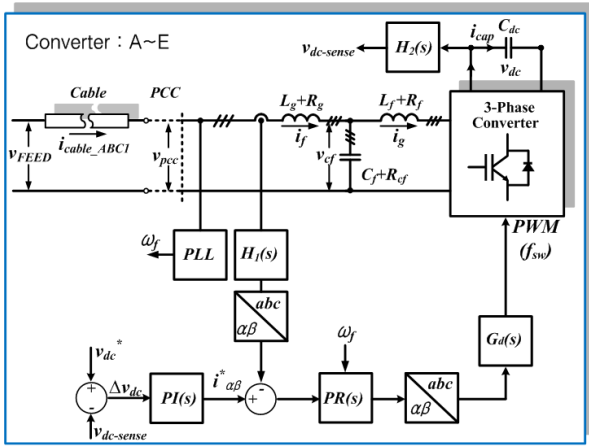 Converter : A~E
H₂(s)
v_dc-sense
i_cap
C_dc
v_dc
Cable
PCC
L_g+R_g
L_f+R_f
3-Phase
Converter
v_FEED
i_cable_ABC1
v_pcc
i_f
v_cf
i_g
C_f+R_cf
PWM
(f_sw)
ω_f
PLL
H₁(s)
abc
αβ
G_d(s)
v_dc*
Δv_dc
PI(s)
i*_αβ
ω_f
PR(s)
abc
αβ
v_dc-sense